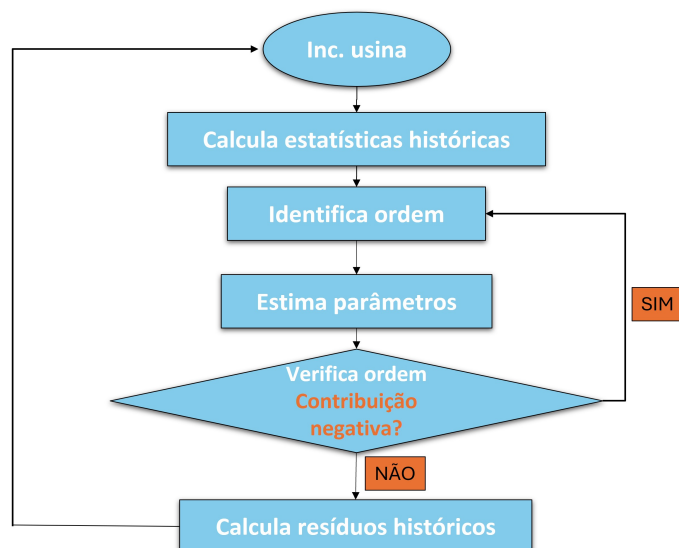 Inc. usina
Calcula estatísticas históricas
Identifica ordem
Estima parâmetros
SIM
Verifica ordem
Contribuição
negativa?
NÃO
Calcula resíduos históricos